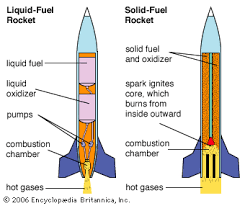 Liquid-Fuel
Rocket
liquid fuel
liquid
oxidizer
pumps
combustion
chamber
hot gases
Solid-Fuel
Rocket
solid fuel
and oxidizer
spark ignites
core, which
burns from
inside outward
combustion
chamber
hot gases
© 2006 Encyclopædia Britannica, Inc.